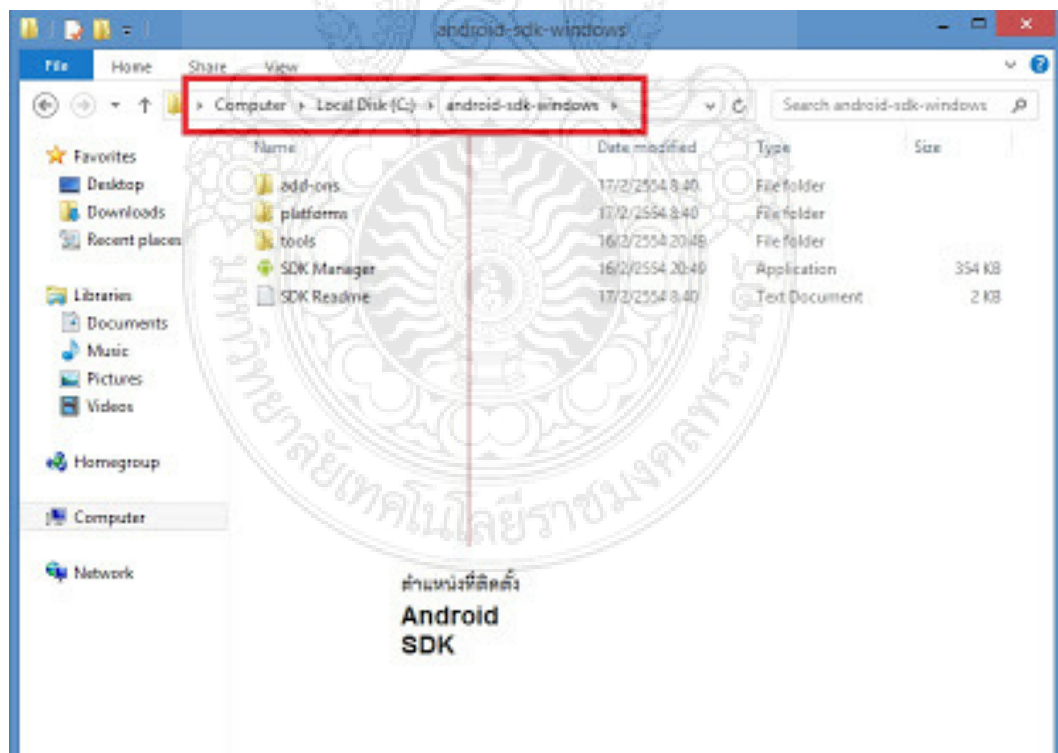 android-sdk-windows
File Home Share View
Computer Local Disk (C:) android-sdk-windows
Search android-sdk-windows
Name Date modified Type Size
Favorites
Desktop
Downloads
Recent places
Libraries
Documents
Music
Pictures
Videos
Homegroup
Computer
Network
add-ons 17/2/2554 8:40 File folder
platforms 17/2/2554 8:40 File folder
tools 16/2/2554 20:48 File folder
SDK Manager 16/2/2554 20:49 Application 354 KB
SDK Readme 17/2/2554 8:40 Text Document 2 KB
ตำแหน่งที่ติดตั้ง
Android
SDK